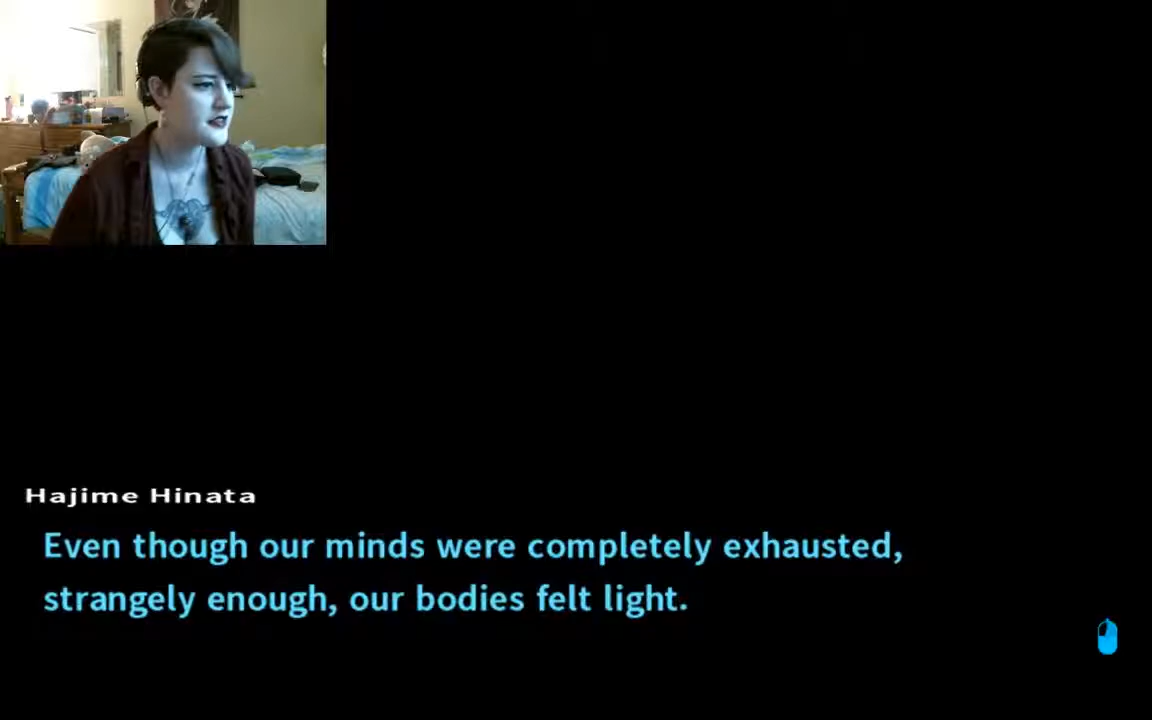 Hajime Hinata
Even though our minds were completely exhausted,
strangely enough, our bodies felt light.